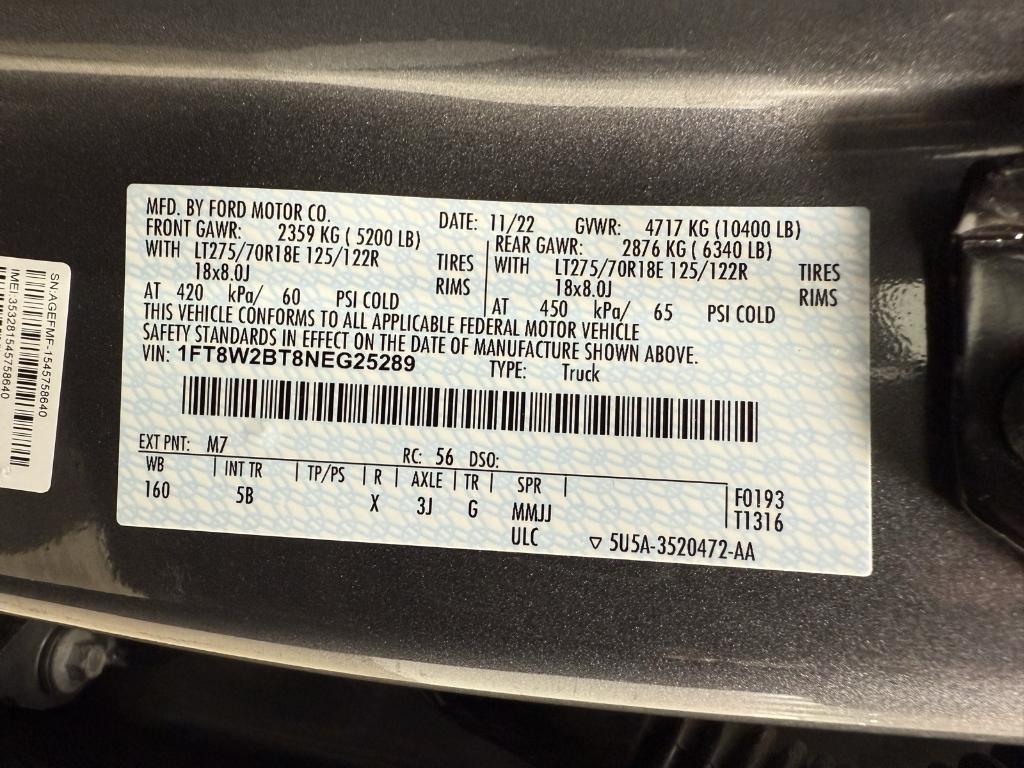 MFD. BY FORD MOTOR CO. DATE: 11/22 GVWR: 4717 KG (10400 LB)
FRONT GAWR: 2359 KG ( 5200 LB) REAR GAWR: 2876 KG ( 6340 LB)
WITH LT275/70R18E 125/122R TIRES WITH LT275/70R18E 125/122R TIRES
18x8.0J RIMS 18x8.0J RIMS
AT 420 kPa/ 60 PSI COLD AT 450 kPa/ 65 PSI COLD
THIS VEHICLE CONFORMS TO ALL APPLICABLE FEDERAL MOTOR VEHICLE
SAFETY STANDARDS IN EFFECT ON THE DATE OF MANUFACTURE SHOWN ABOVE.
VIN: 1FT8W2BT8NEG25289 TYPE: Truck
EXT PNT: M7 RC: 56 DSO:
WB INT TR TP/PS R AXLE TR SPR
160 5B X 3J G MMJJ
ULC
F0193
T1316
5U5A-3520472-AA
SN:AGEFMF-1545758640
IMEI:353281545758640